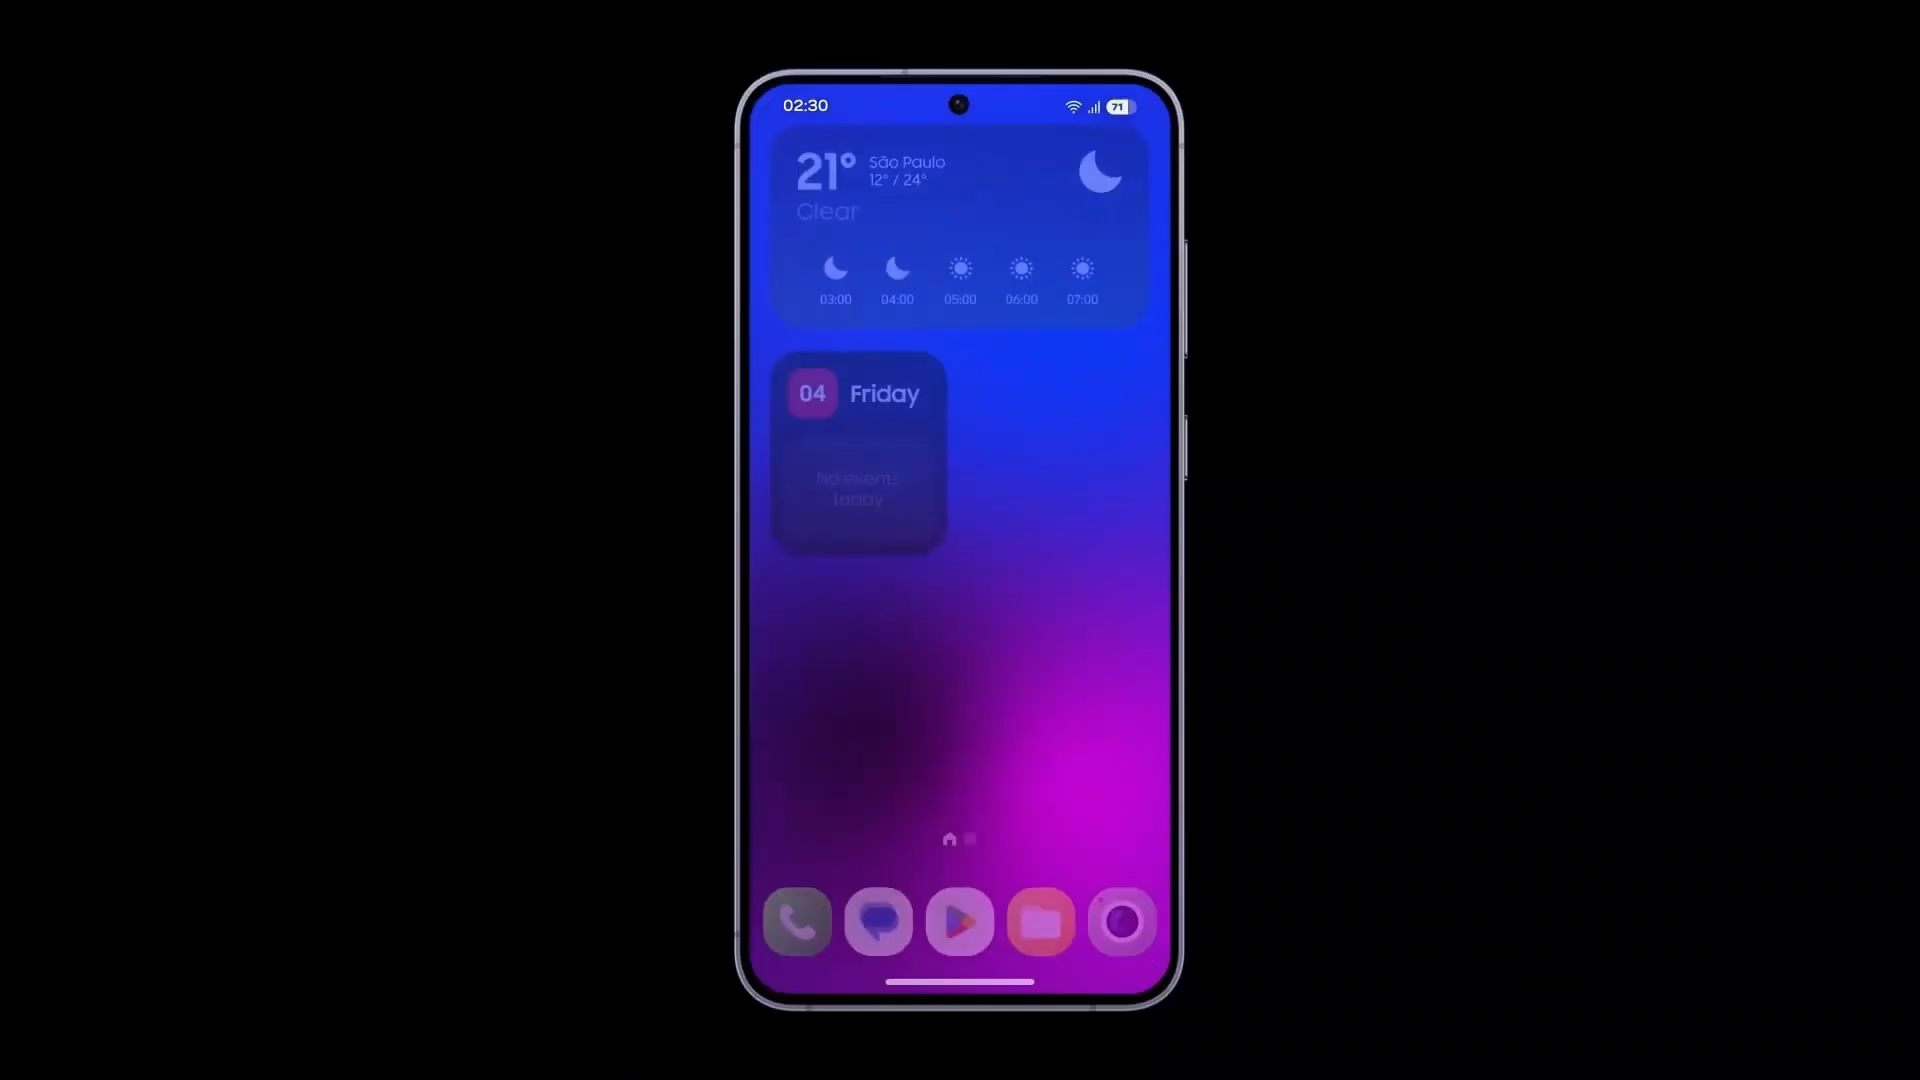 02:30
71
21°
São Paulo
12° / 24°
Clear
03:00 04:00 05:00 06:00 07:00
04 Friday
No events
today